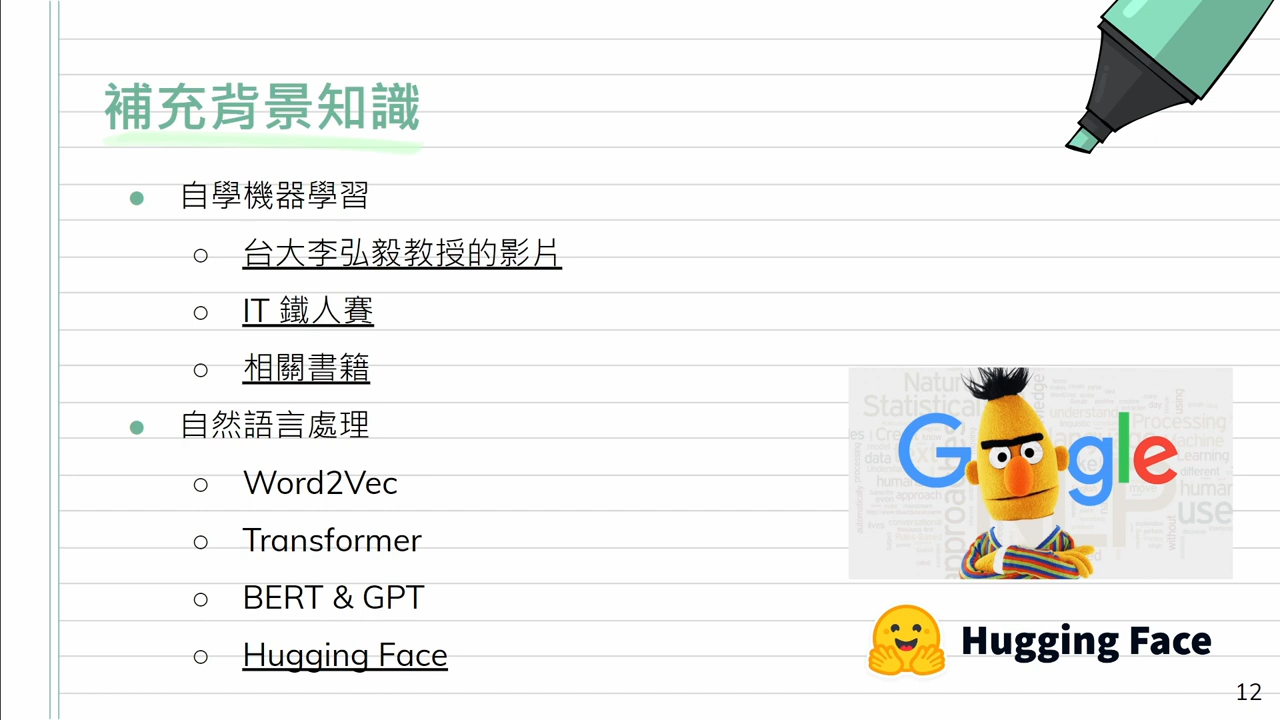 補充背景知識
自學機器學習
台大李弘毅教授的影片
IT 鐵人賽
相關書籍
自然語言處理
Word2Vec
Transformer
BERT & GPT
Hugging Face
Google
Hugging Face
12